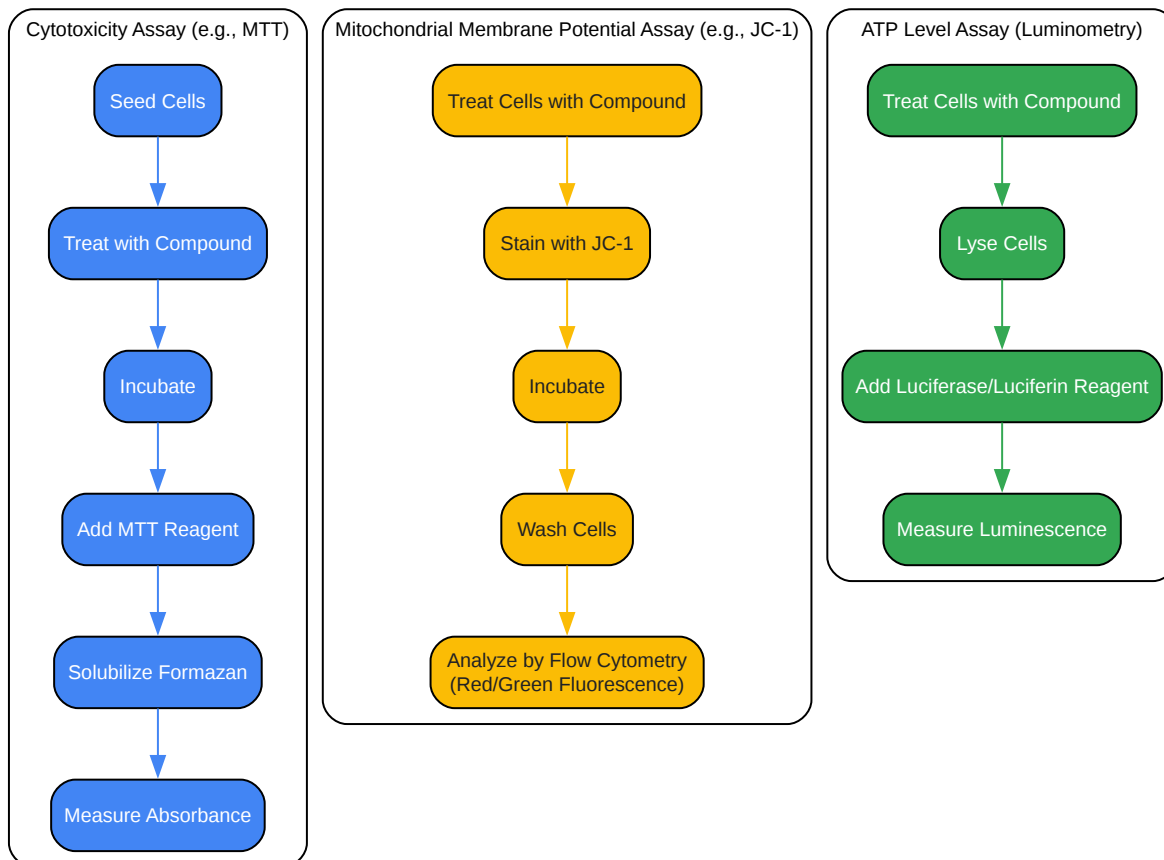 Cytotoxicity Assay (e.g., MTT)
Seed Cells
Treat with Compound
Incubate
Add MTT Reagent
Solubilize Formazan
Measure Absorbance
Mitochondrial Membrane Potential Assay (e.g., JC-1)
Treat Cells with Compound
Stain with JC-1
Incubate
Wash Cells
Analyze by Flow Cytometry
(Red/Green Fluorescence)
ATP Level Assay (Luminometry)
Treat Cells with Compound
Lyse Cells
Add Luciferase/Luciferin Reagent
Measure Luminescence